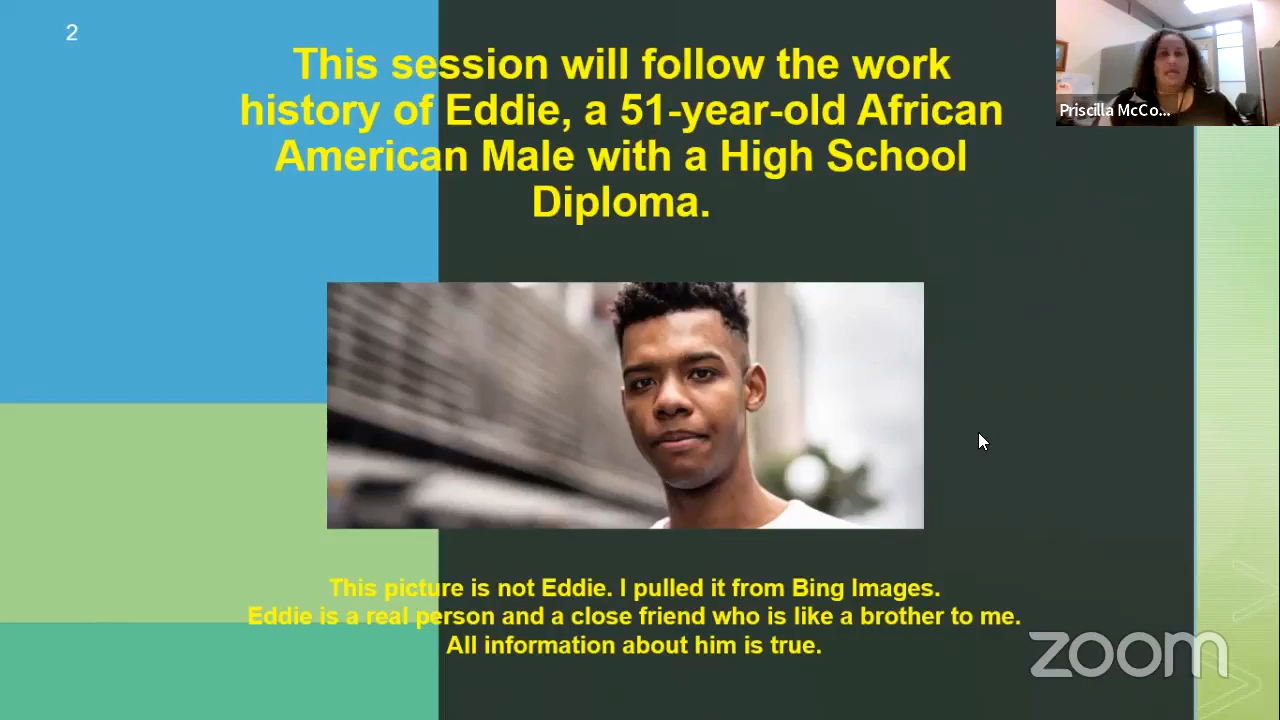 2
This session will follow the work
history of Eddie, a 51-year-old African
American Male with a High School
Diploma.
Priscilla McCo...
This picture is not Eddie. I pulled it from Bing Images.
Eddie is a real person and a close friend who is like a brother to me.
All information about him is true.
zoom